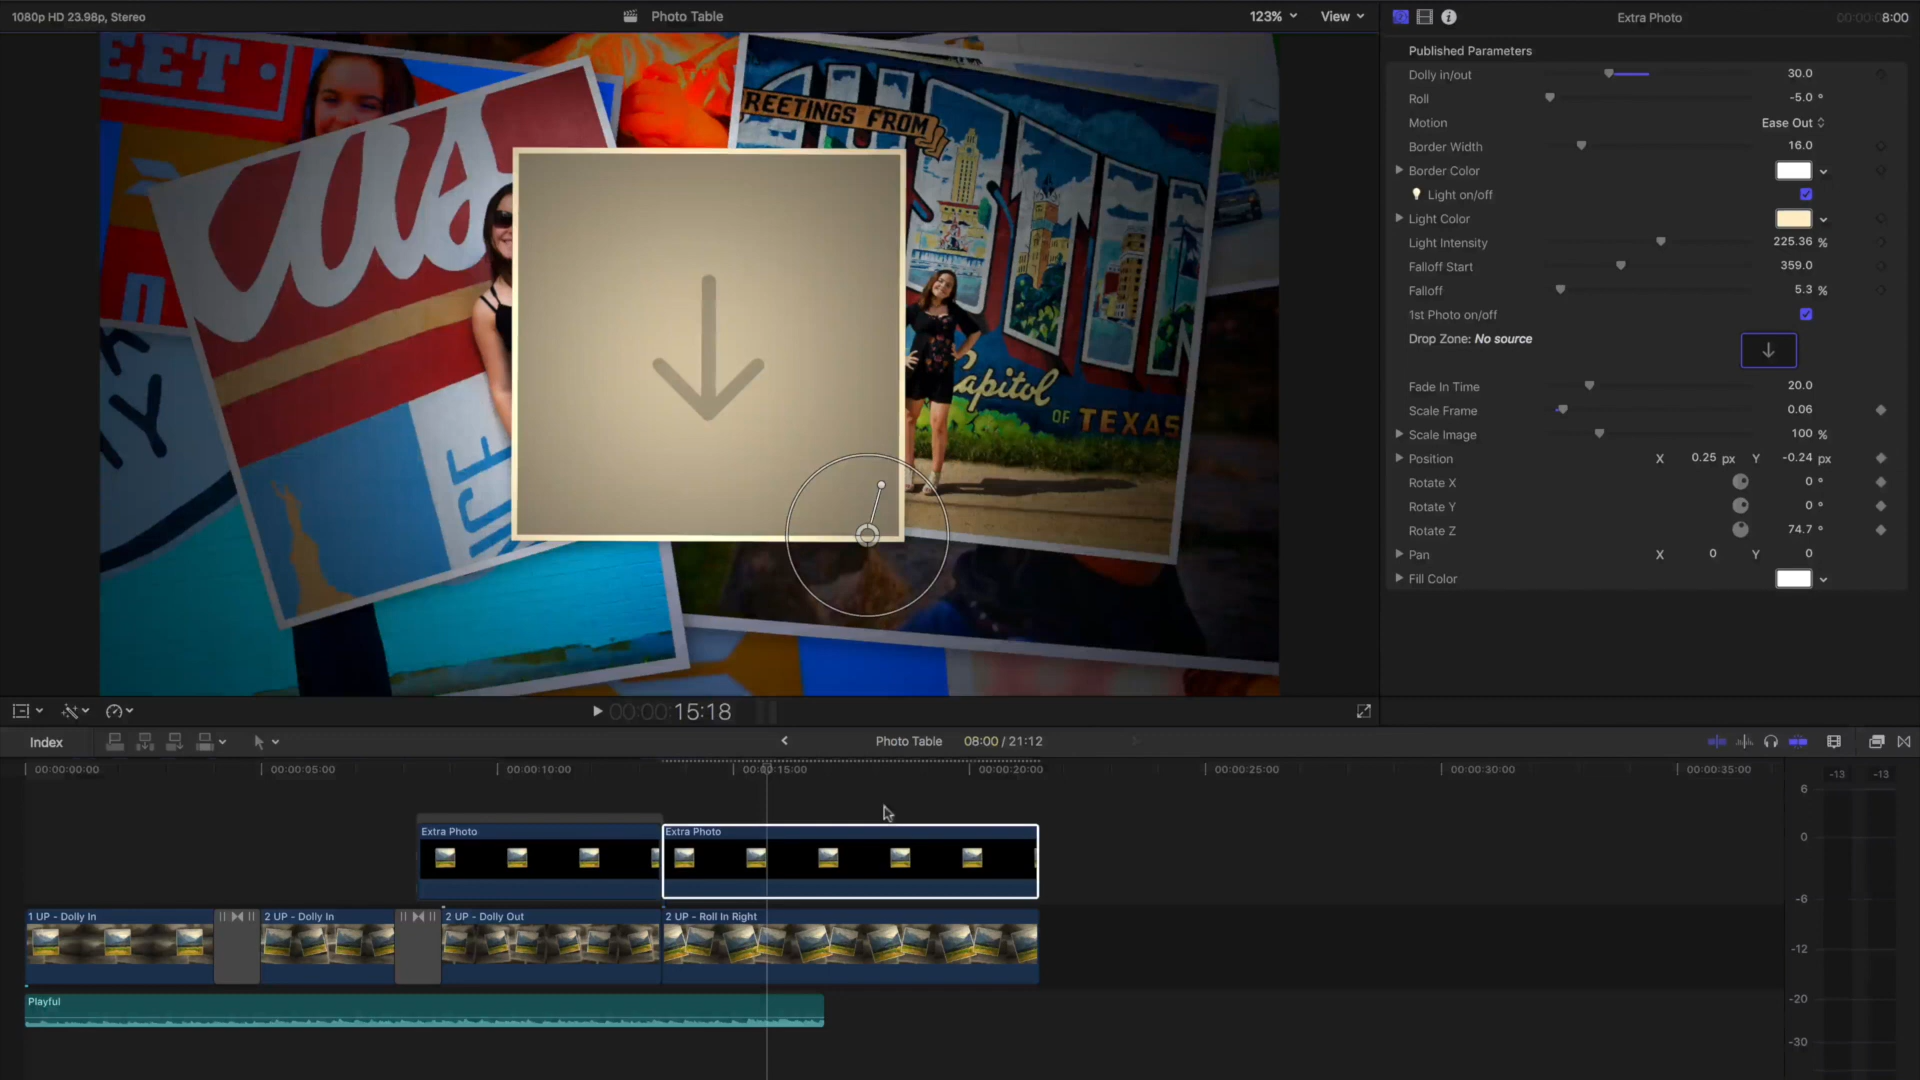 1080p HD 23.98p, Stereo
Photo Table
123%
View
Extra Photo
00:00:08:00
Published Parameters
Dolly in/out 30.0
Roll -5.0 °
Motion Ease Out
Border Width 16.0
Border Color
Light on/off
Light Color
Light Intensity 225.36 %
Falloff Start 359.0
Falloff 5.3 %
1st Photo on/off
Drop Zone: No source
Fade In Time 20.0
Scale Frame 0.06
Scale Image 100 %
Position X 0.25 px Y -0.24 px
Rotate X 0 °
Rotate Y 0 °
Rotate Z 74.7 °
Pan X 0 Y 0
Fill Color
EET
us
REETINGS FROM
Capitol
OF TEXAS
00:00:00:15:18
Index
Photo Table
08:00 / 21:12
00:00:00:00
00:00:05:00
00:00:10:00
00:00:15:00
00:00:20:00
00:00:25:00
00:00:30:00
00:00:35:00
-13 -13
6
0
-6
-12
-20
-30
Extra Photo
Extra Photo
1 UP - Dolly In
2 UP - Dolly In
2 UP - Dolly Out
2 UP - Roll In Right
Playful